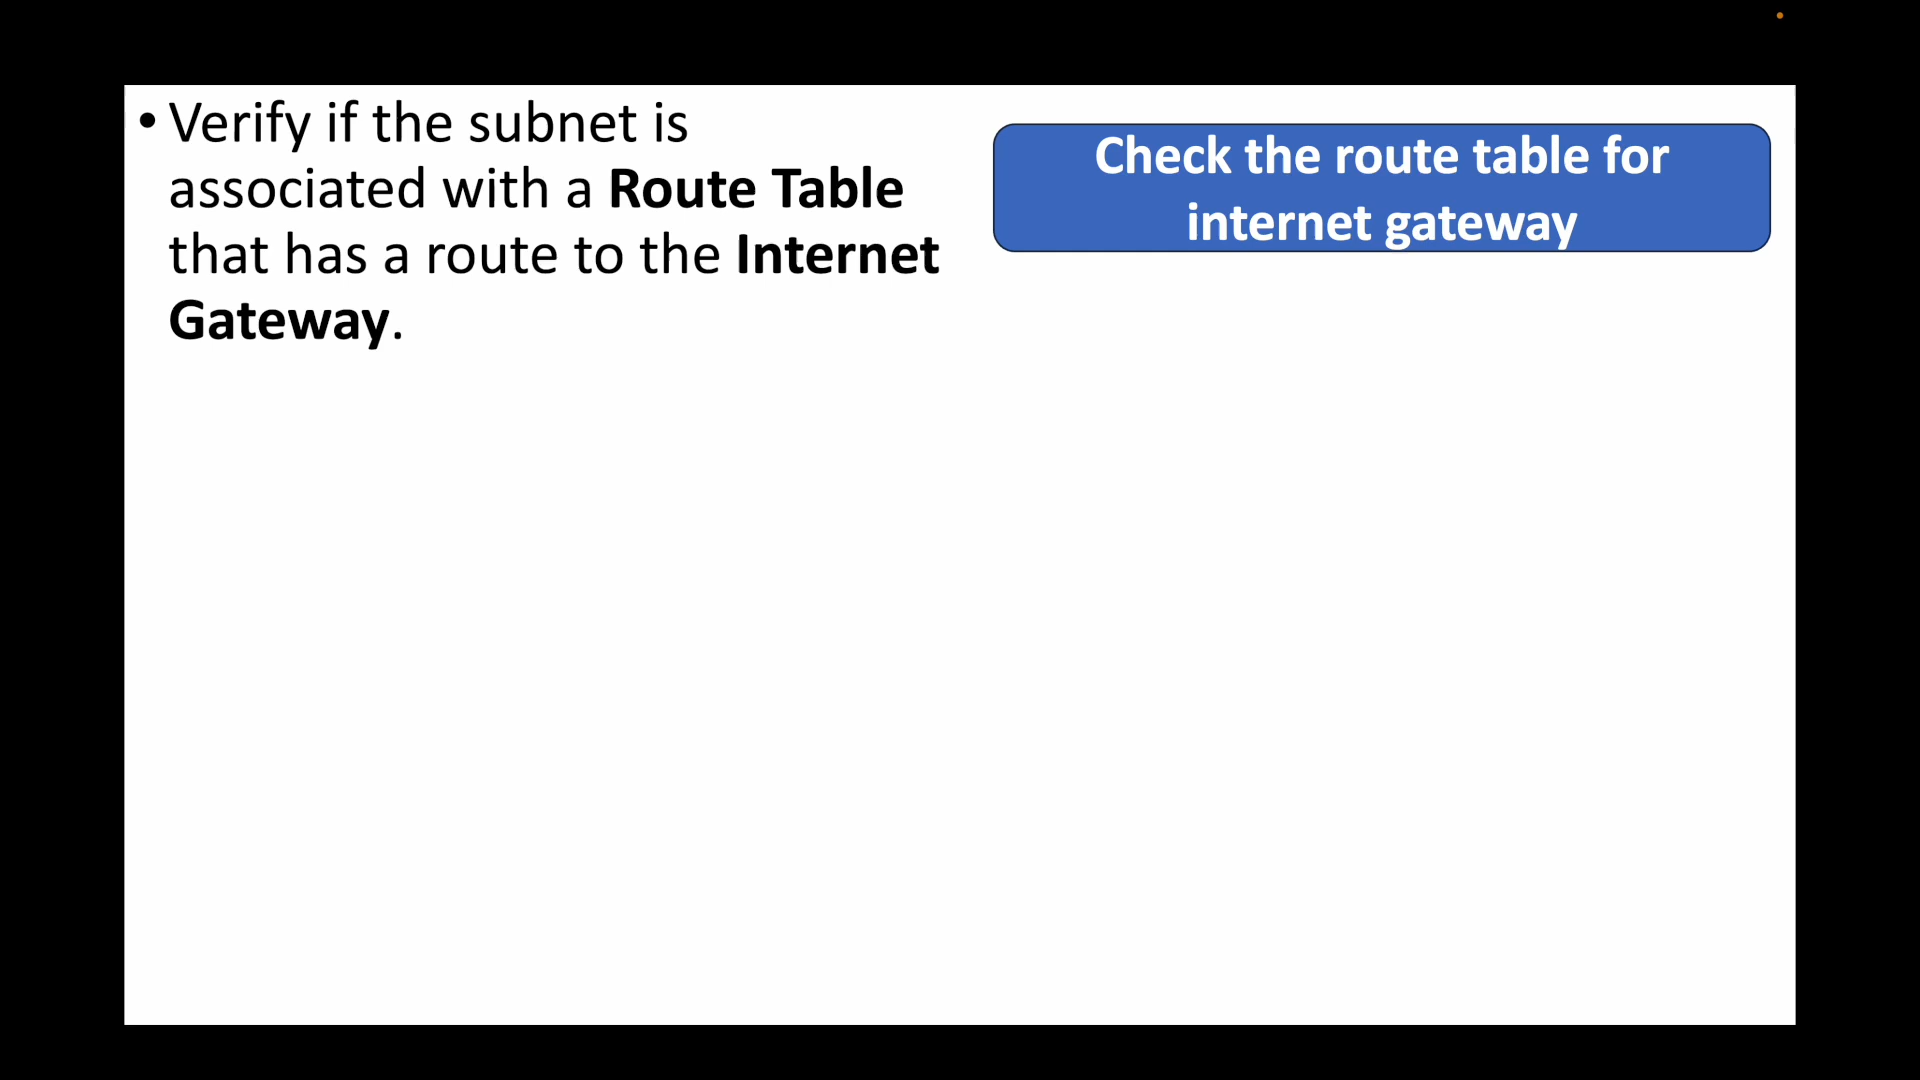 • Verify if the subnet is
associated with a Route Table
that has a route to the Internet
Gateway.
Check the route table for
internet gateway